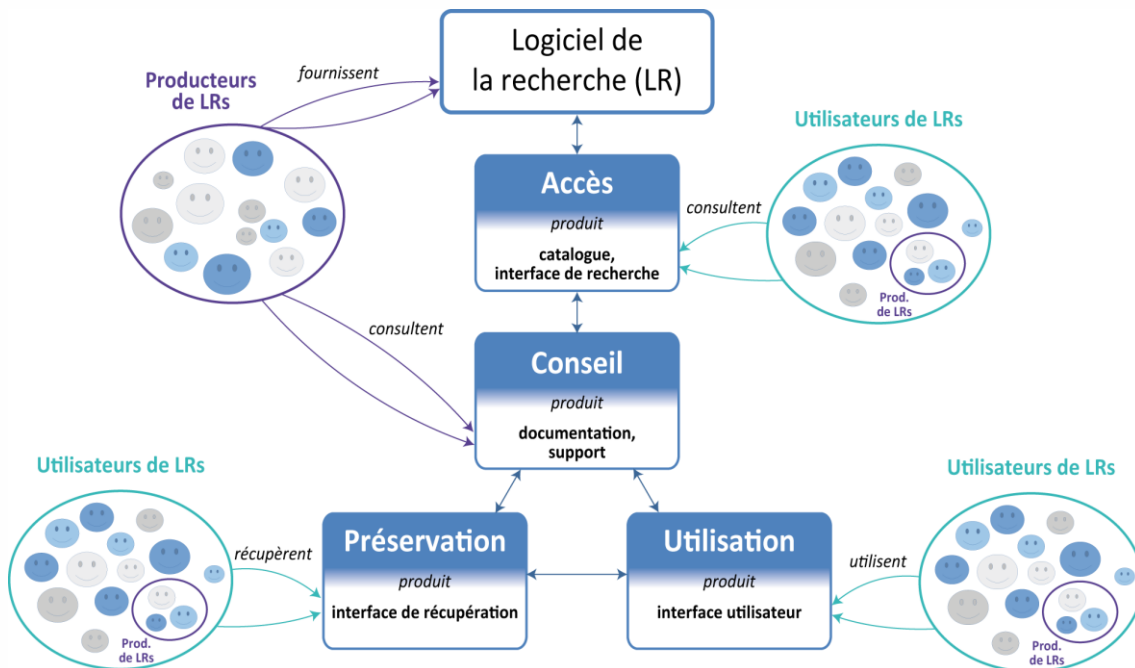 Logiciel de
la recherche (LR)
fournissent
Producteurs
de LRs
Utilisateurs de LRs
Accès
produit
catalogue,
interface de recherche
consultent
Prod.
de LRs
consultent
Conseil
produit
documentation,
support
Utilisateurs de LRs
récupèrent
Prod.
de LRs
Préservation
produit
interface de récupération
Utilisation
produit
interface utilisateur
Utilisateurs de LRs
utilisent
Prod.
de LRs